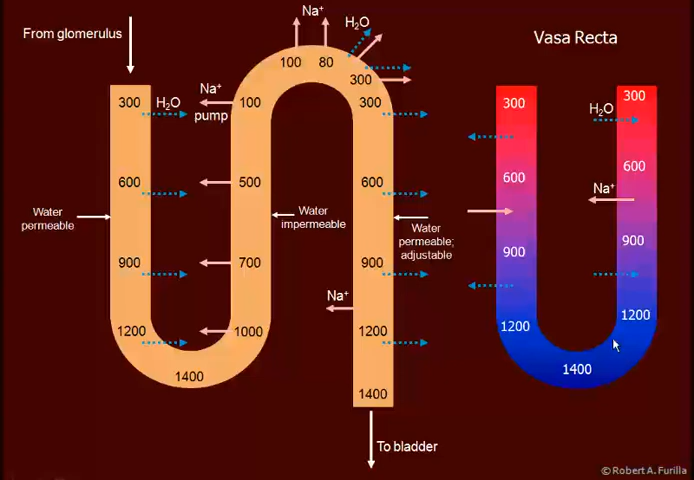 From glomerulus
Na⁺
H₂O
Vasa Recta
300
H₂O
Na⁺
pump
100
100
80
300
300
300
H₂O
300
600
500
600
600
600
Na⁺
Water
permeable
Water
impermeable
Water
permeable;
adjustable
900
700
900
900
900
Na⁺
1200
1000
1200
1200
1200
1400
1400
1400
To bladder
© Robert A. Furilla